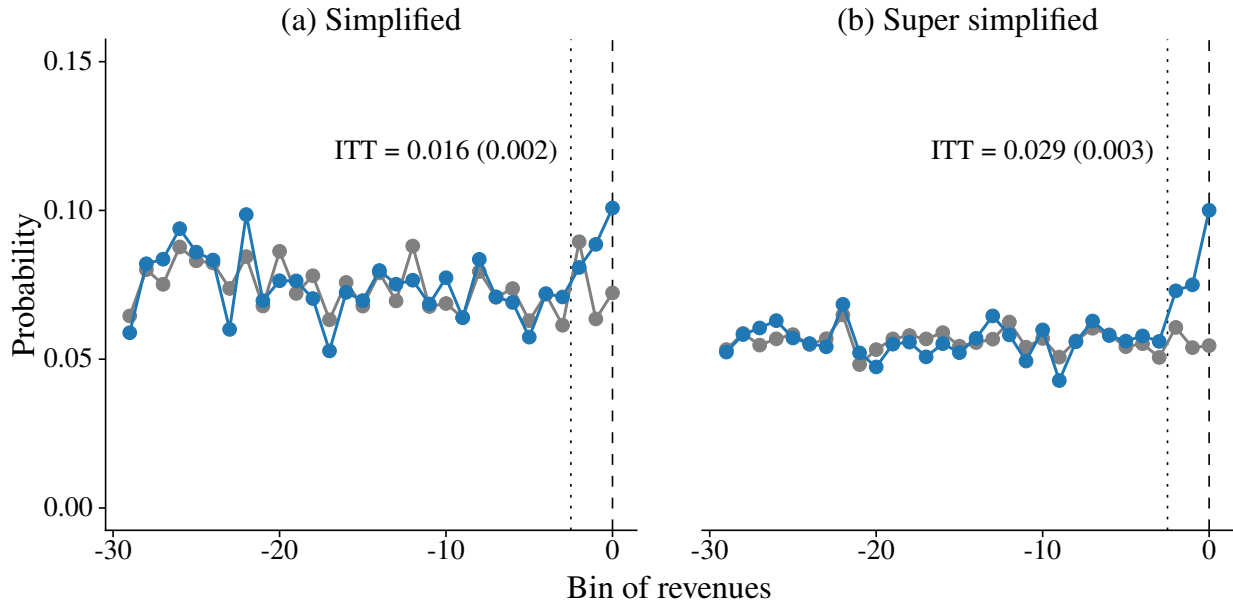 (a) Simplified
(b) Super simplified
0.15
ITT = 0.016 (0.002)
ITT = 0.029 (0.003)
0.10
Probability
0.05
0.00
-30 -20 -10 0
-30 -20 -10 0
Bin of revenues